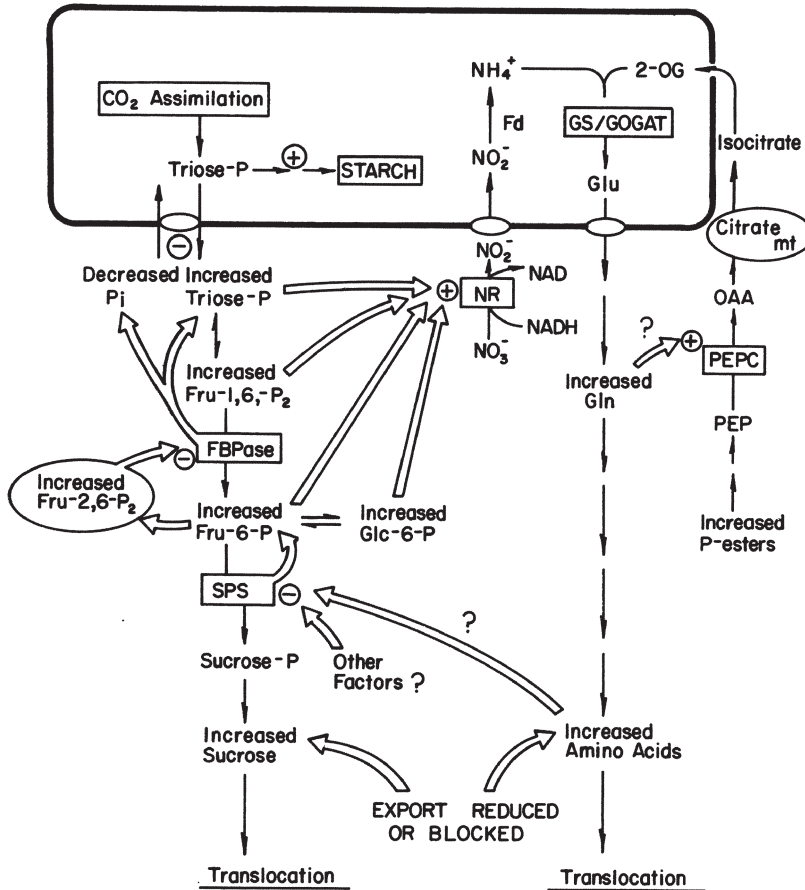 CO₂ Assimilation
Triose-P
+
STARCH
NH₄⁺
2-OG
Fd
GS/GOGAT
NO₂⁻
Glu
Isocitrate
Citrate
mt
−
Decreased
Pi
Increased
Triose-P
NO₂⁻
NAD
+
NR
NADH
NO₃⁻
OAA
?
+
PEPC
Increased
Fru-1,6,-P₂
Increased
Gln
PEP
FBPase
−
Increased
Fru-2,6-P₂
Increased
Fru-6-P
Increased
Glc-6-P
Increased
P-esters
SPS
−
?
Sucrose-P
Other
Factors ?
Increased
Sucrose
Increased
Amino Acids
EXPORT REDUCED
OR BLOCKED
Translocation
Translocation